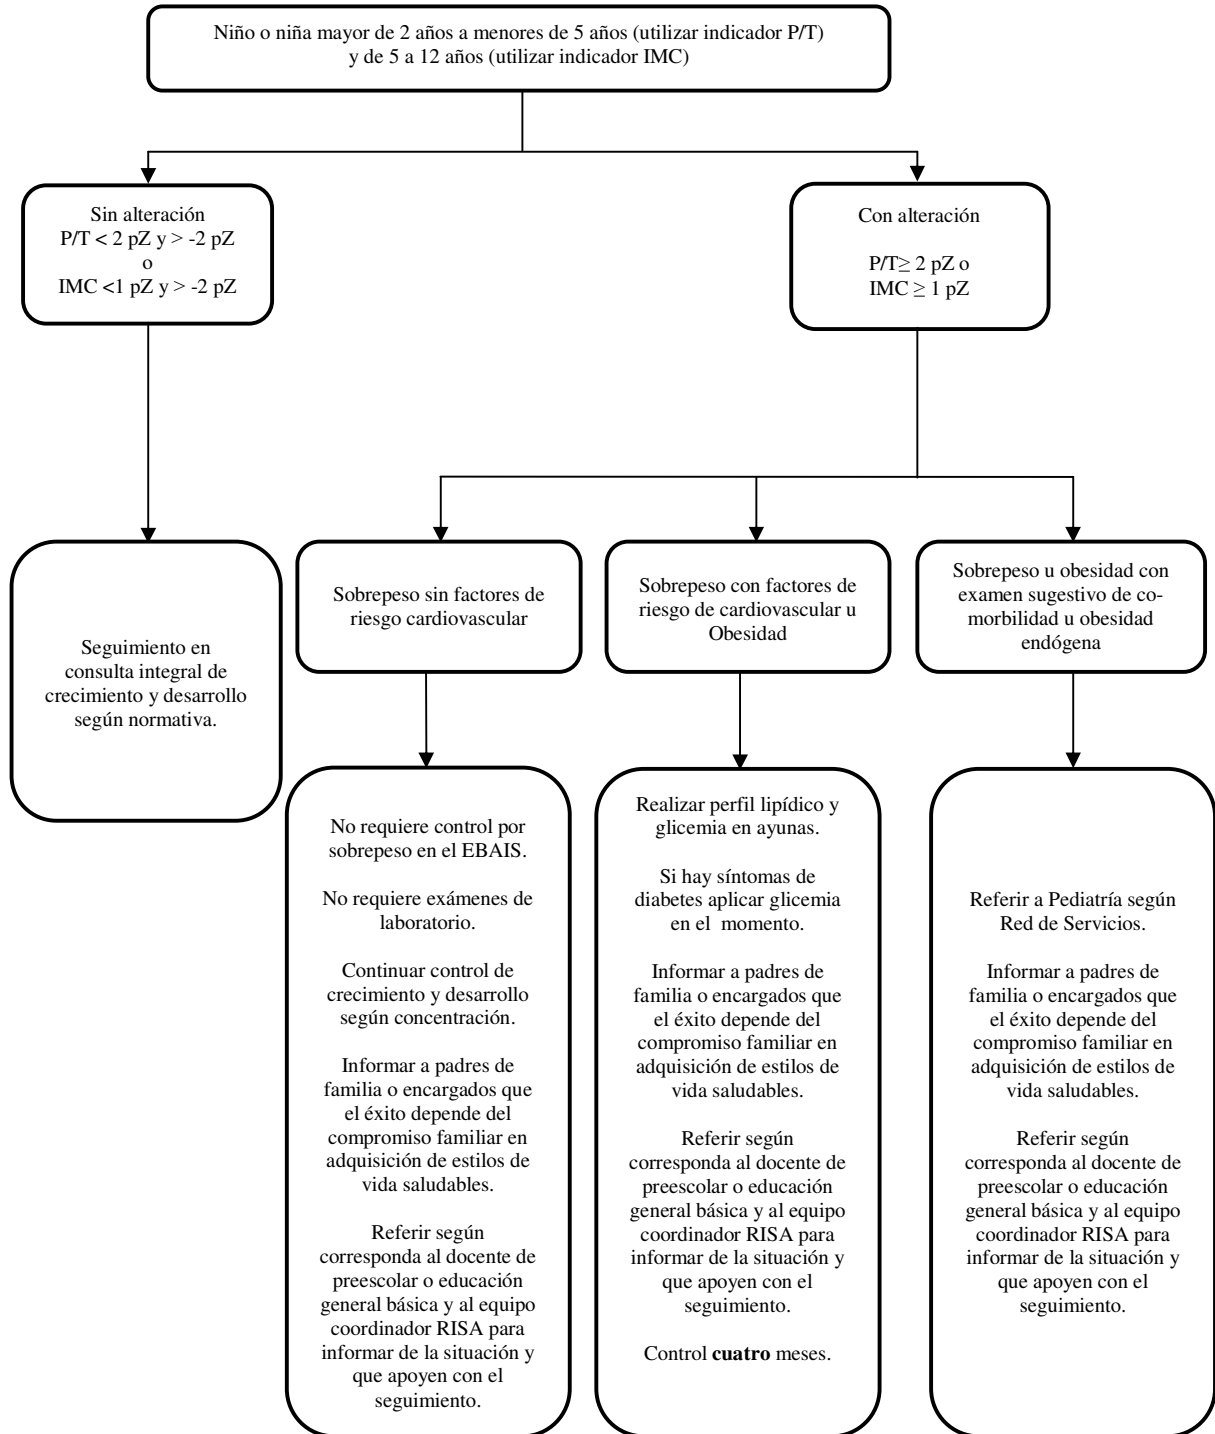 Niño o niña mayor de 2 años a menores de 5 años (utilizar indicador P/T)
y de 5 a 12 años (utilizar indicador IMC)
Sin alteración
P/T < 2 pZ y > -2 pZ
o
IMC <1 pZ y > -2 pZ
Con alteración
P/T≥ 2 pZ o
IMC ≥ 1 pZ
Seguimiento en
consulta integral de
crecimiento y desarrollo
según normativa.
Sobrepeso sin factores de
riesgo cardiovascular
Sobrepeso con factores de
riesgo de cardiovascular u
Obesidad
Sobrepeso u obesidad con
examen sugestivo de co-
morbilidad u obesidad
endógena
No requiere control por
sobrepeso en el EBAIS.
No requiere exámenes de
laboratorio.
Continuar control de
crecimiento y desarrollo
según concentración.
Informar a padres de
familia o encargados que
el éxito depende del
compromiso familiar en
adquisición de estilos de
vida saludables.
Referir según
corresponda al docente de
preescolar o educación
general básica y al equipo
coordinador RISA para
informar de la situación y
que apoyen con el
seguimiento.
Realizar perfil lipídico y
glicemia en ayunas.
Si hay síntomas de
diabetes aplicar glicemia
en el momento.
Informar a padres de
familia o encargados que
el éxito depende del
compromiso familiar en
adquisición de estilos de
vida saludables.
Referir según
corresponda al docente de
preescolar o educación
general básica y al equipo
coordinador RISA para
informar de la situación y
que apoyen con el
seguimiento.
Control cuatro meses.
Referir a Pediatría según
Red de Servicios.
Informar a padres de
familia o encargados que
el éxito depende del
compromiso familiar en
adquisición de estilos de
vida saludables.
Referir según
corresponda al docente de
preescolar o educación
general básica y al equipo
coordinador RISA para
informar de la situación y
que apoyen con el
seguimiento.